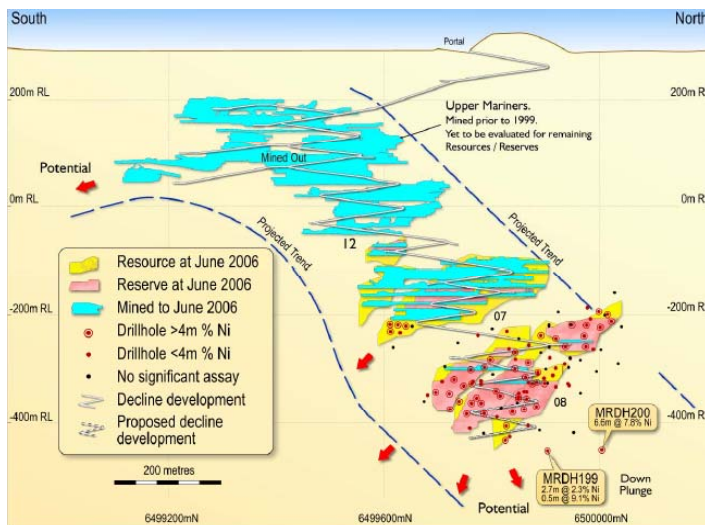 South
North
Portal
200m RL
200m RL
Upper Mariners.
Mined prior to 1999.
Yet to be evaluated for remaining
Resources / Reserves
Mined Out
Potential
0m RL
0m RL
Projected Trend
Projected Trend
12
Resource at June 2006
Reserve at June 2006
Mined to June 2006
Drillhole >4m % Ni
Drillhole <4m % Ni
No significant assay
Decline development
Proposed decline
development
-200m RL
-200m RL
07
08
-400m RL
-400m RL
MRDH200
6.6m @ 7.8% Ni
MRDH199
2.7m @ 2.3% Ni
0.5m @ 9.1% Ni
Down
Plunge
200 metres
Potential
6499200mN
6499600mN
6500000mN